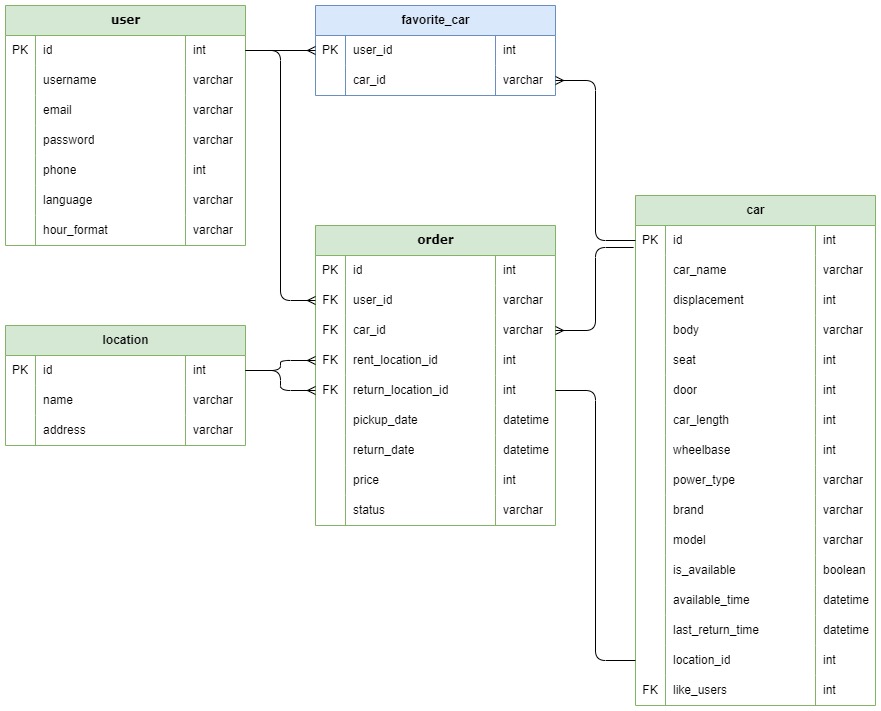 user
PK id int
username varchar
email varchar
password varchar
phone int
language varchar
hour_format varchar
favorite_car
PK user_id int
car_id varchar
order
PK id int
FK user_id varchar
FK car_id varchar
FK rent_location_id int
FK return_location_id int
pickup_date datetime
return_date datetime
price int
status varchar
location
PK id int
name varchar
address varchar
car
PK id int
car_name varchar
displacement int
body varchar
seat int
door int
car_length int
wheelbase int
power_type varchar
brand varchar
model varchar
is_available boolean
available_time datetime
last_return_time datetime
location_id int
FK like_users int